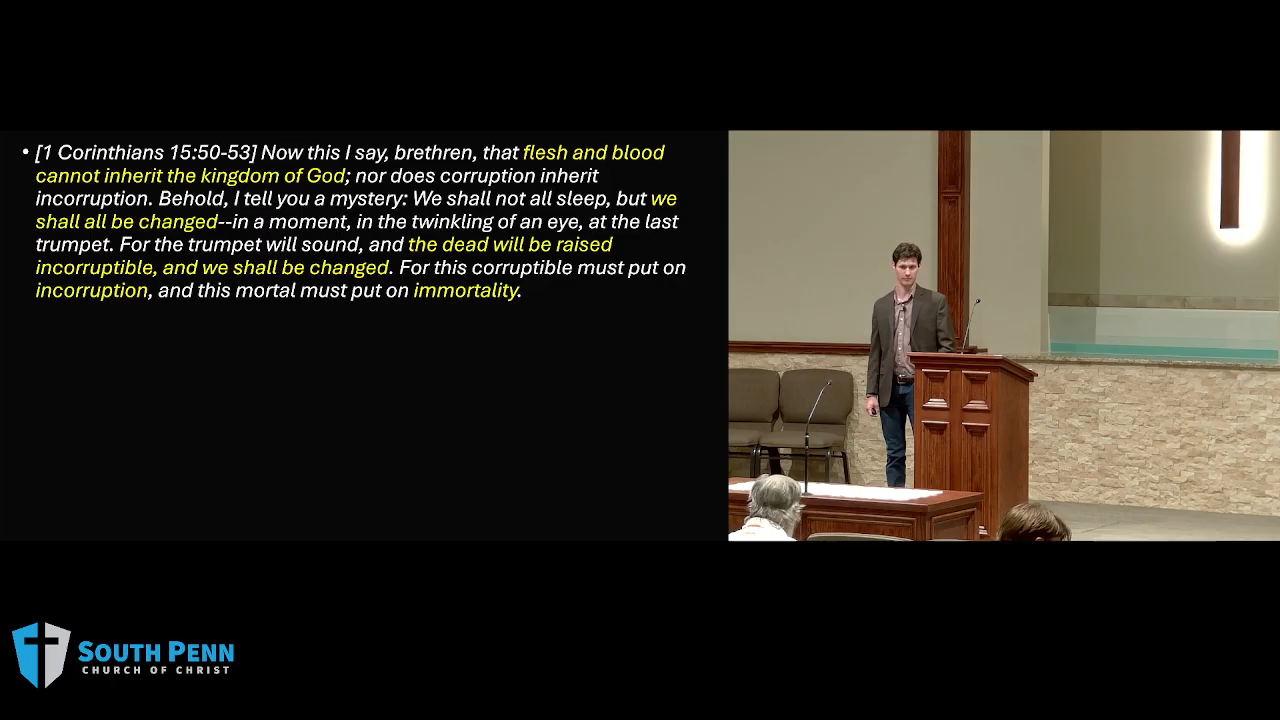 • [1 Corinthians 15:50-53] Now this I say, brethren, that flesh and blood
cannot inherit the kingdom of God; nor does corruption inherit
incorruption. Behold, I tell you a mystery: We shall not all sleep, but we
shall all be changed--in a moment, in the twinkling of an eye, at the last
trumpet. For the trumpet will sound, and the dead will be raised
incorruptible, and we shall be changed. For this corruptible must put on
incorruption, and this mortal must put on immortality.
SOUTH PENN
CHURCH OF CHRIST